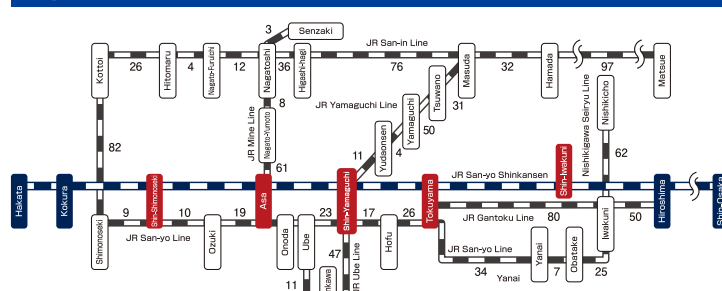 3
Senzaki
JR San-in Line
Kottoi
26
Hitomaru
4
Nagato-Furuichi
12
Nagatoshi
36
Higashi-hagi
76
Masuda
32
Hamada
97
Matsue
8
JR Yamaguchi Line
Tsuwano
31
Nishikigawa Seiryu Line
Nishikicho
JR Mine Line
Nagato-Yumoto
Yamaguchi
50
82
Yudaonsen
4
11
62
61
JR San-yo Shinkansen
Shin-Iwakuni
Hakata
Kokura
Shin-Shimonoseki
Asa
Shin-Yamaguchi
Tokuyama
Hiroshima
Shin-Osaka
9
10
19
23
17
26
JR Gantoku Line
80
50
Shimonoseki
JR San-yo Line
Ozuki
Onoda
Ube
Hofu
Iwakuni
47
JR Ube Line
JR San-yo Line
34
Yanai
7
Obatake
25
Yanai
11
nkawa